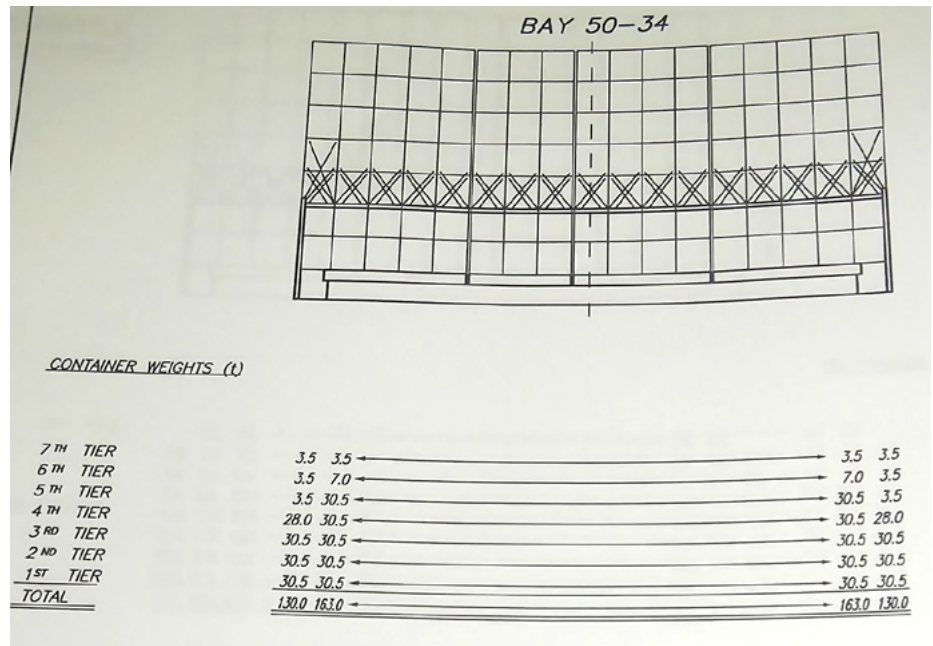 BAY 50-34
CONTAINER WEIGHTS (t)
7TH TIER 3.5 3.5 3.5 3.5
6TH TIER 3.5 7.0 7.0 3.5
5TH TIER 3.5 30.5 30.5 3.5
4TH TIER 28.0 30.5 30.5 28.0
3RD TIER 30.5 30.5 30.5 30.5
2ND TIER 30.5 30.5 30.5 30.5
1ST TIER 30.5 30.5 30.5 30.5
TOTAL 130.0 163.0 163.0 130.0